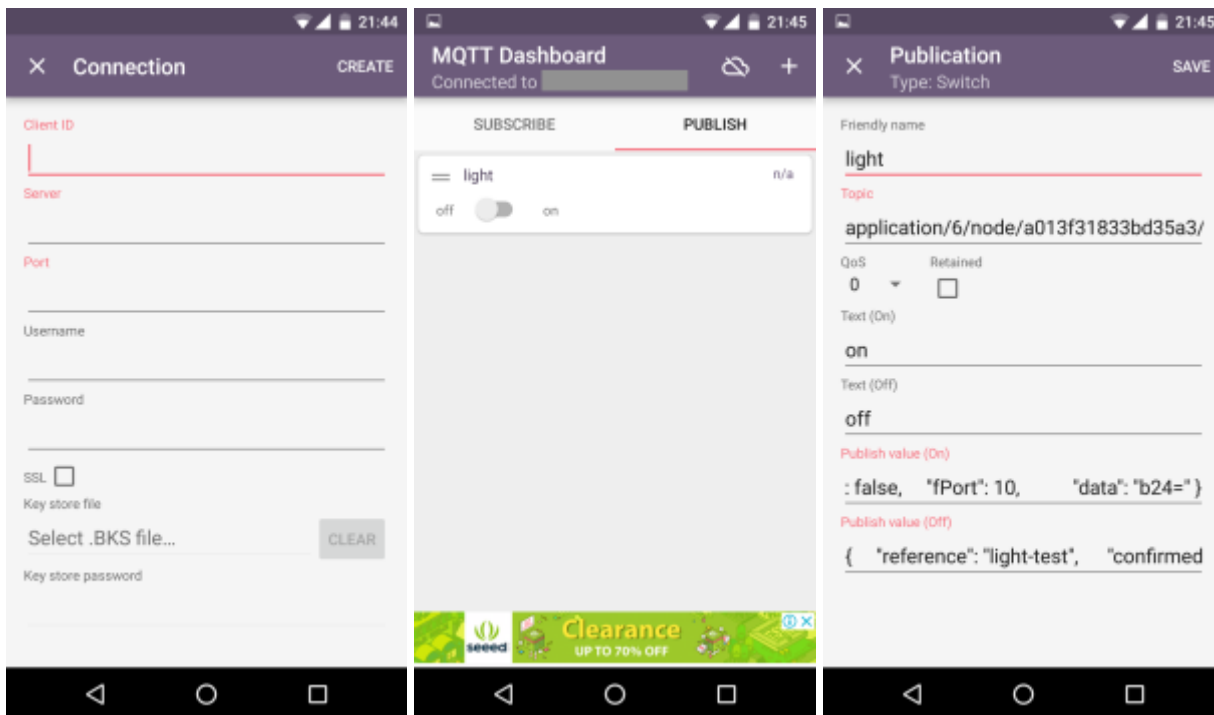 21:44
Connection
CREATE
Client ID
Server
Port
Username
Password
SSL
Key store file
Select .BKS file...
CLEAR
Key store password
21:45
MQTT Dashboard
Connected to
SUBSCRIBE
PUBLISH
light
n/a
off
on
seeed
Clearance
UP TO 70% OFF
21:45
Publication
SAVE
Type: Switch
Friendly name
light
Topic
application/6/node/a013f31833bd35a3/
QoS
Retained
0
Text (On)
on
Text (Off)
off
Publish value (On)
: false, "fPort": 10, "data": "b24=" }
Publish value (Off)
{ "reference": "light-test", "confirmed